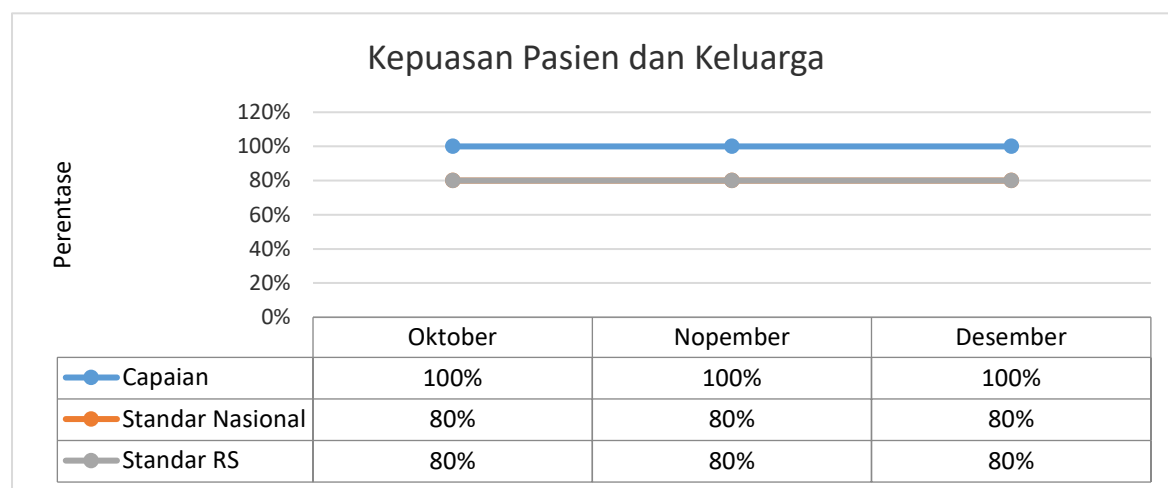 Kepuasan Pasien dan Keluarga
Perentase
120%
100%
80%
60%
40%
20%
0%
Oktober Nopember Desember
Capaian 100% 100% 100%
Standar Nasional 80% 80% 80%
Standar RS 80% 80% 80%